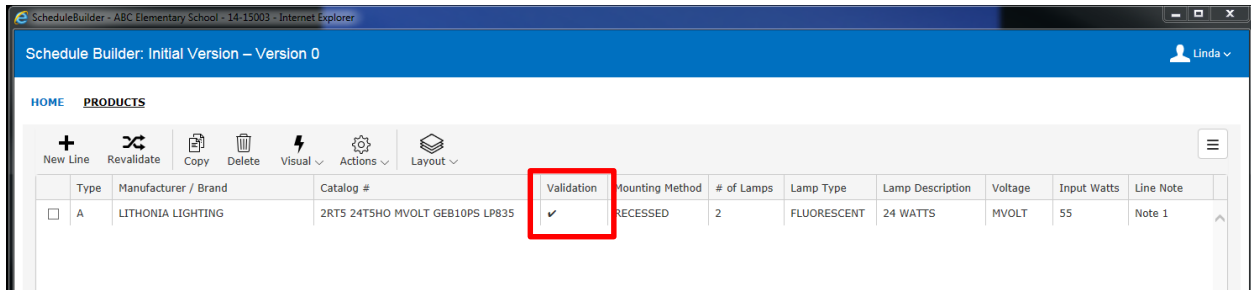 ScheduleBuilder - ABC Elementary School - 14-15003 - Internet Explorer
Schedule Builder: Initial Version – Version 0
Linda
HOME PRODUCTS
New Line Revalidate Copy Delete Visual Actions Layout
Type Manufacturer / Brand Catalog # Validation Mounting Method # of Lamps Lamp Type Lamp Description Voltage Input Watts Line Note
A LITHONIA LIGHTING 2RT5 24T5HO MVOLT GEB10PS LP835 ✔ RECESSED 2 FLUORESCENT 24 WATTS MVOLT 55 Note 1